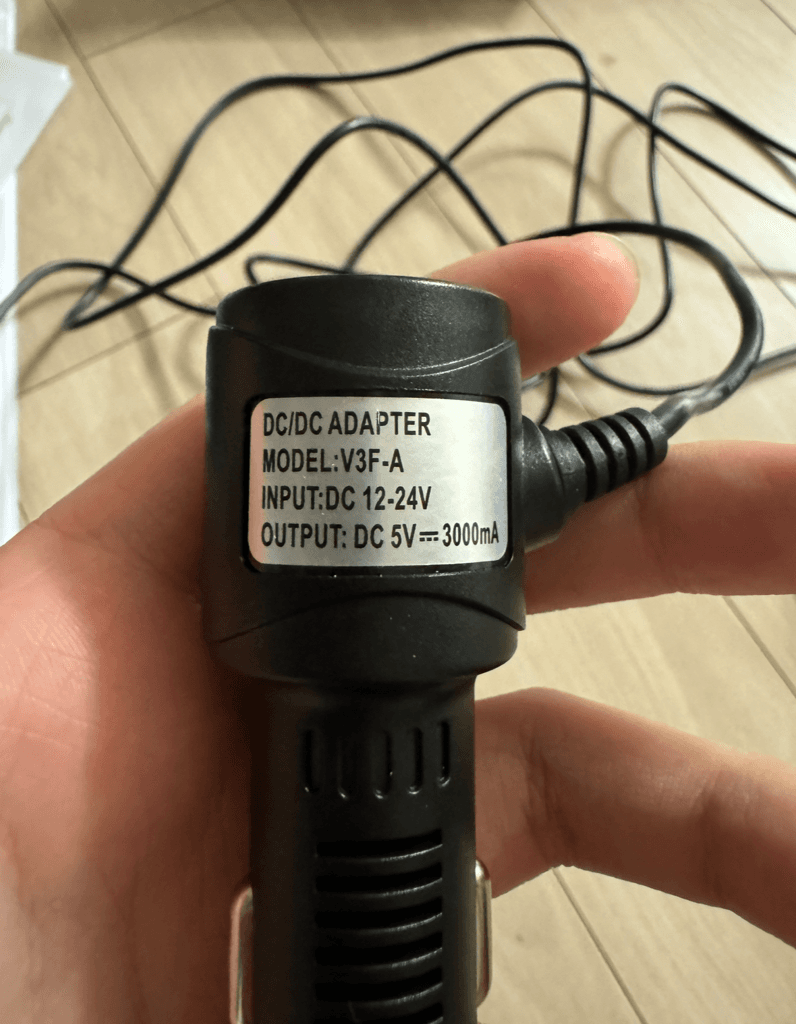 DC/DC ADAPTER
MODEL:V3F-A
INPUT:DC 12-24V
OUTPUT: DC 5V⎓3000mA